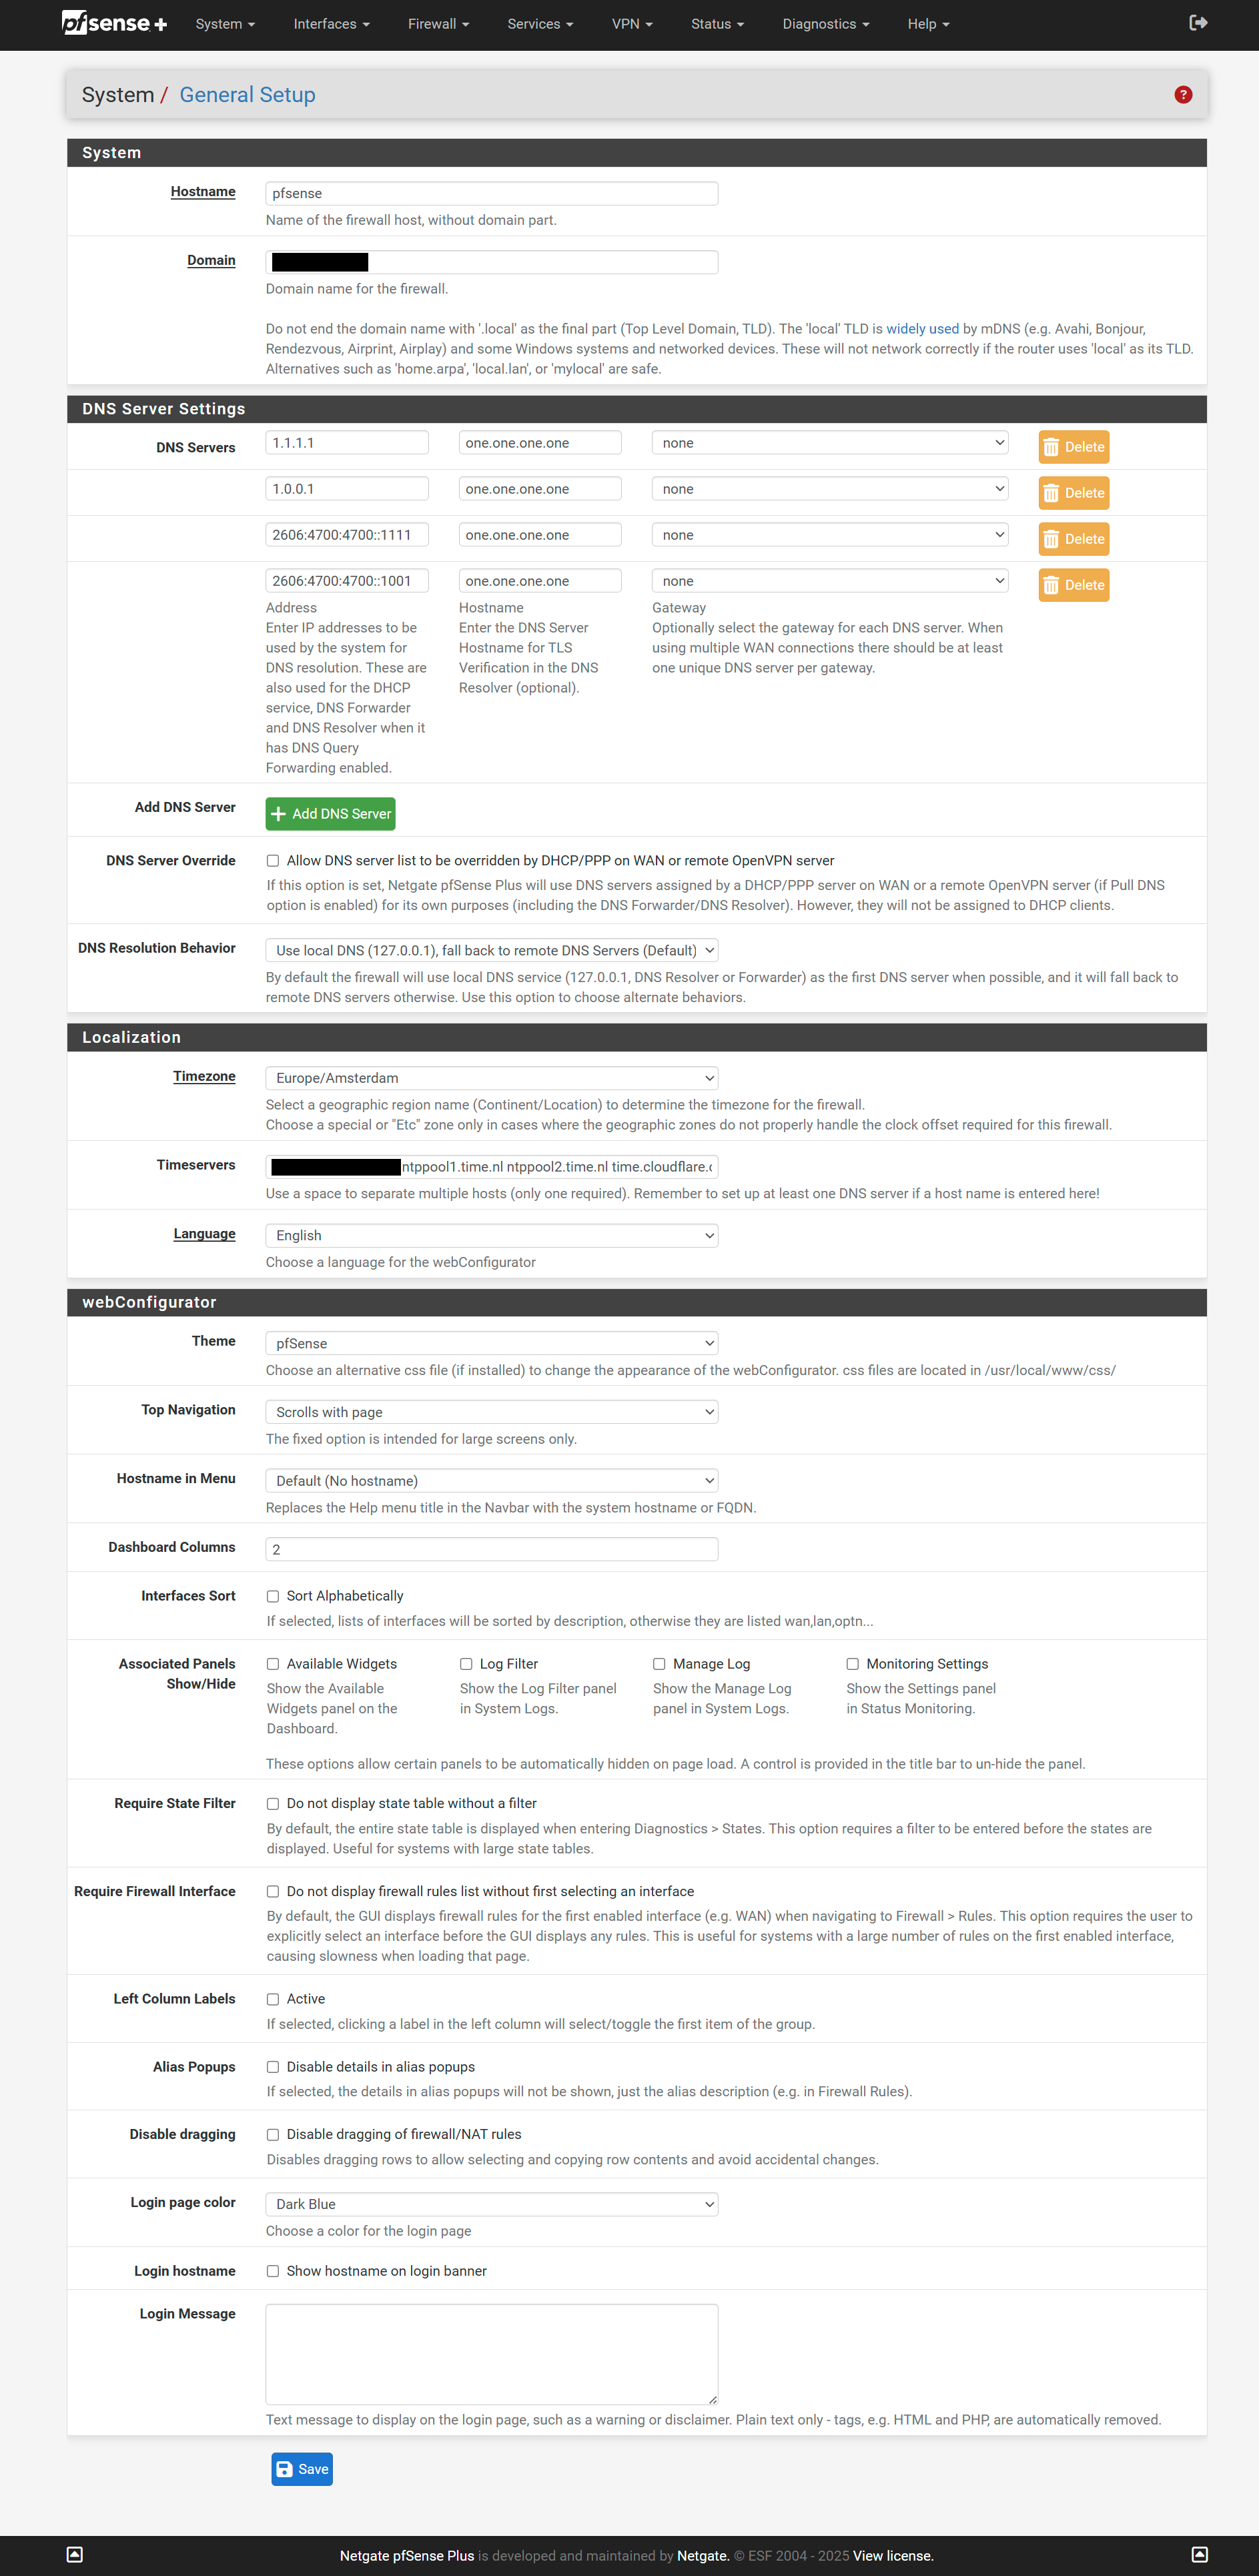 pfsense +
System
Interfaces
Firewall
Services
VPN
Status
Diagnostics
Help
System / General Setup
?
System
Hostname
pfsense
Name of the firewall host, without domain part.
Domain
Domain name for the firewall.
Do not end the domain name with '.local' as the final part (Top Level Domain, TLD). The 'local' TLD is widely used by mDNS (e.g. Avahi, Bonjour,
Rendezvous, Airprint, Airplay) and some Windows systems and networked devices. These will not network correctly if the router uses 'local' as its TLD.
Alternatives such as 'home.arpa', 'local.lan', or 'mylocal' are safe.
DNS Server Settings
DNS Servers
1.1.1.1
one.one.one.one
none
Delete
1.0.0.1
one.one.one.one
none
Delete
2606:4700:4700::1111
one.one.one.one
none
Delete
2606:4700:4700::1001
one.one.one.one
none
Delete
Address
Enter IP addresses to be
used by the system for
DNS resolution. These are
also used for the DHCP
service, DNS Forwarder
and DNS Resolver when it
has DNS Query
Forwarding enabled.
Hostname
Enter the DNS Server
Hostname for TLS
Verification in the DNS
Resolver (optional).
Gateway
Optionally select the gateway for each DNS server. When
using multiple WAN connections there should be at least
one unique DNS server per gateway.
Add DNS Server
Add DNS Server
DNS Server Override
Allow DNS server list to be overridden by DHCP/PPP on WAN or remote OpenVPN server
If this option is set, Netgate pfSense Plus will use DNS servers assigned by a DHCP/PPP server on WAN or a remote OpenVPN server (if Pull DNS
option is enabled) for its own purposes (including the DNS Forwarder/DNS Resolver). However, they will not be assigned to DHCP clients.
DNS Resolution Behavior
Use local DNS (127.0.0.1), fall back to remote DNS Servers (Default)
By default the firewall will use local DNS service (127.0.0.1, DNS Resolver or Forwarder) as the first DNS server when possible, and it will fall back to
remote DNS servers otherwise. Use this option to choose alternate behaviors.
Localization
Timezone
Europe/Amsterdam
Select a geographic region name (Continent/Location) to determine the timezone for the firewall.
Choose a special or "Etc" zone only in cases where the geographic zones do not properly handle the clock offset required for this firewall.
Timeservers
ntppool1.time.nl ntppool2.time.nl time.cloudflare.c
Use a space to separate multiple hosts (only one required). Remember to set up at least one DNS server if a host name is entered here!
Language
English
Choose a language for the webConfigurator
webConfigurator
Theme
pfSense
Choose an alternative css file (if installed) to change the appearance of the webConfigurator. css files are located in /usr/local/www/css/
Top Navigation
Scrolls with page
The fixed option is intended for large screens only.
Hostname in Menu
Default (No hostname)
Replaces the Help menu title in the Navbar with the system hostname or FQDN.
Dashboard Columns
2
Interfaces Sort
Sort Alphabetically
If selected, lists of interfaces will be sorted by description, otherwise they are listed wan,lan,optn...
Associated Panels
Show/Hide
Available Widgets
Show the Available
Widgets panel on the
Dashboard.
Log Filter
Show the Log Filter panel
in System Logs.
Manage Log
Show the Manage Log
panel in System Logs.
Monitoring Settings
Show the Settings panel
in Status Monitoring.
These options allow certain panels to be automatically hidden on page load. A control is provided in the title bar to un-hide the panel.
Require State Filter
Do not display state table without a filter
By default, the entire state table is displayed when entering Diagnostics > States. This option requires a filter to be entered before the states are
displayed. Useful for systems with large state tables.
Require Firewall Interface
Do not display firewall rules list without first selecting an interface
By default, the GUI displays firewall rules for the first enabled interface (e.g. WAN) when navigating to Firewall > Rules. This option requires the user to
explicitly select an interface before the GUI displays any rules. This is useful for systems with a large number of rules on the first enabled interface,
causing slowness when loading that page.
Left Column Labels
Active
If selected, clicking a label in the left column will select/toggle the first item of the group.
Alias Popups
Disable details in alias popups
If selected, the details in alias popups will not be shown, just the alias description (e.g. in Firewall Rules).
Disable dragging
Disable dragging of firewall/NAT rules
Disables dragging rows to allow selecting and copying row contents and avoid accidental changes.
Login page color
Dark Blue
Choose a color for the login page
Login hostname
Show hostname on login banner
Login Message
Text message to display on the login page, such as a warning or disclaimer. Plain text only - tags, e.g. HTML and PHP, are automatically removed.
Save
Netgate pfSense Plus is developed and maintained by Netgate. © ESF 2004 - 2025 View license.